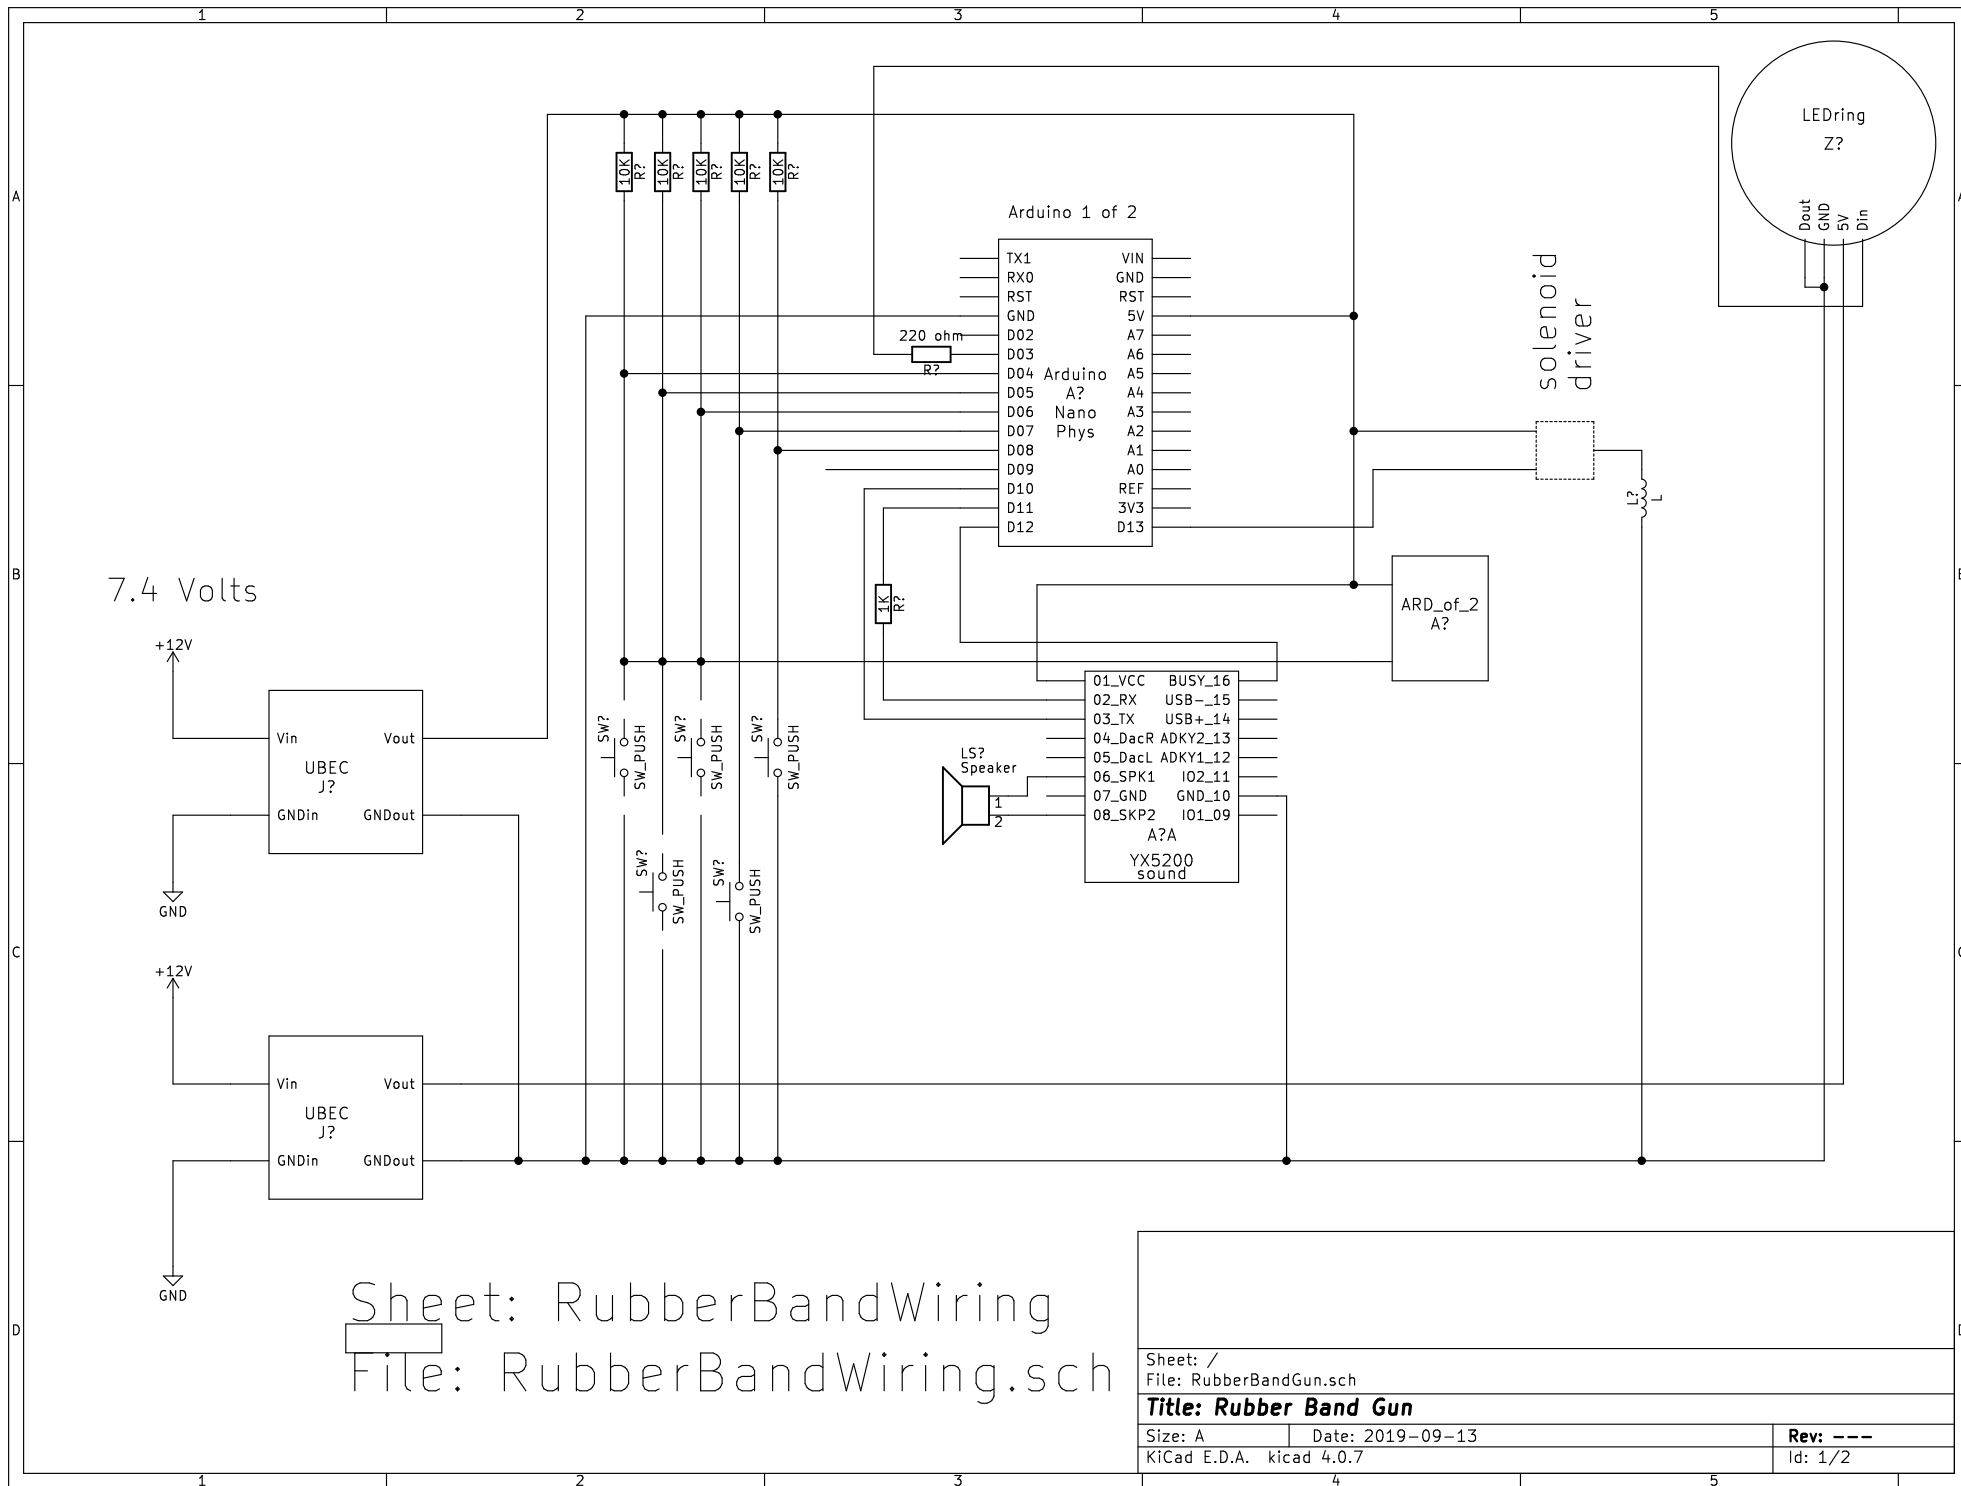 1 2 3 4 5
LEDring
Z?
Dout
GND
5V
Din
10K
R?
10K
R?
10K
R?
10K
R?
10K
R?
A
A
Arduino 1 of 2
TX1 VIN
RX0 GND
RST RST
GND 5V
D02 A7
D03 A6
D04 A5
D05 A4
D06 A3
D07 A2
D08 A1
D09 A0
D10 REF
D11 3V3
D12 D13
Arduino
A?
Nano
Phys
220 ohm
R?
solenoid
driver
L?
L
B
7.4 Volts
1K
R?
ARD_of_2
A?
+12V
Vin Vout
UBEC
J?
GNDin GNDout
GND
SW?
SW_PUSH
SW?
SW_PUSH
SW?
SW_PUSH
SW?
SW_PUSH
SW?
SW_PUSH
01_VCC BUSY_16
02_RX USB-_15
03_TX USB+_14
04_DacR ADKY2_13
05_DacL ADKY1_12
06_SPK1 IO2_11
07_GND GND_10
08_SKP2 IO1_09
A?A
YX5200
sound
LS?
Speaker
1
2
C
+12V
Vin Vout
UBEC
J?
GNDin GNDout
GND
D
Sheet: RubberBandWiring
File: RubberBandWiring.sch
Sheet: /
File: RubberBandGun.sch
Title: Rubber Band Gun
Size: A Date: 2019-09-13 Rev: ---
KiCad E.D.A. kicad 4.0.7 Id: 1/2
1 2 3 4 5